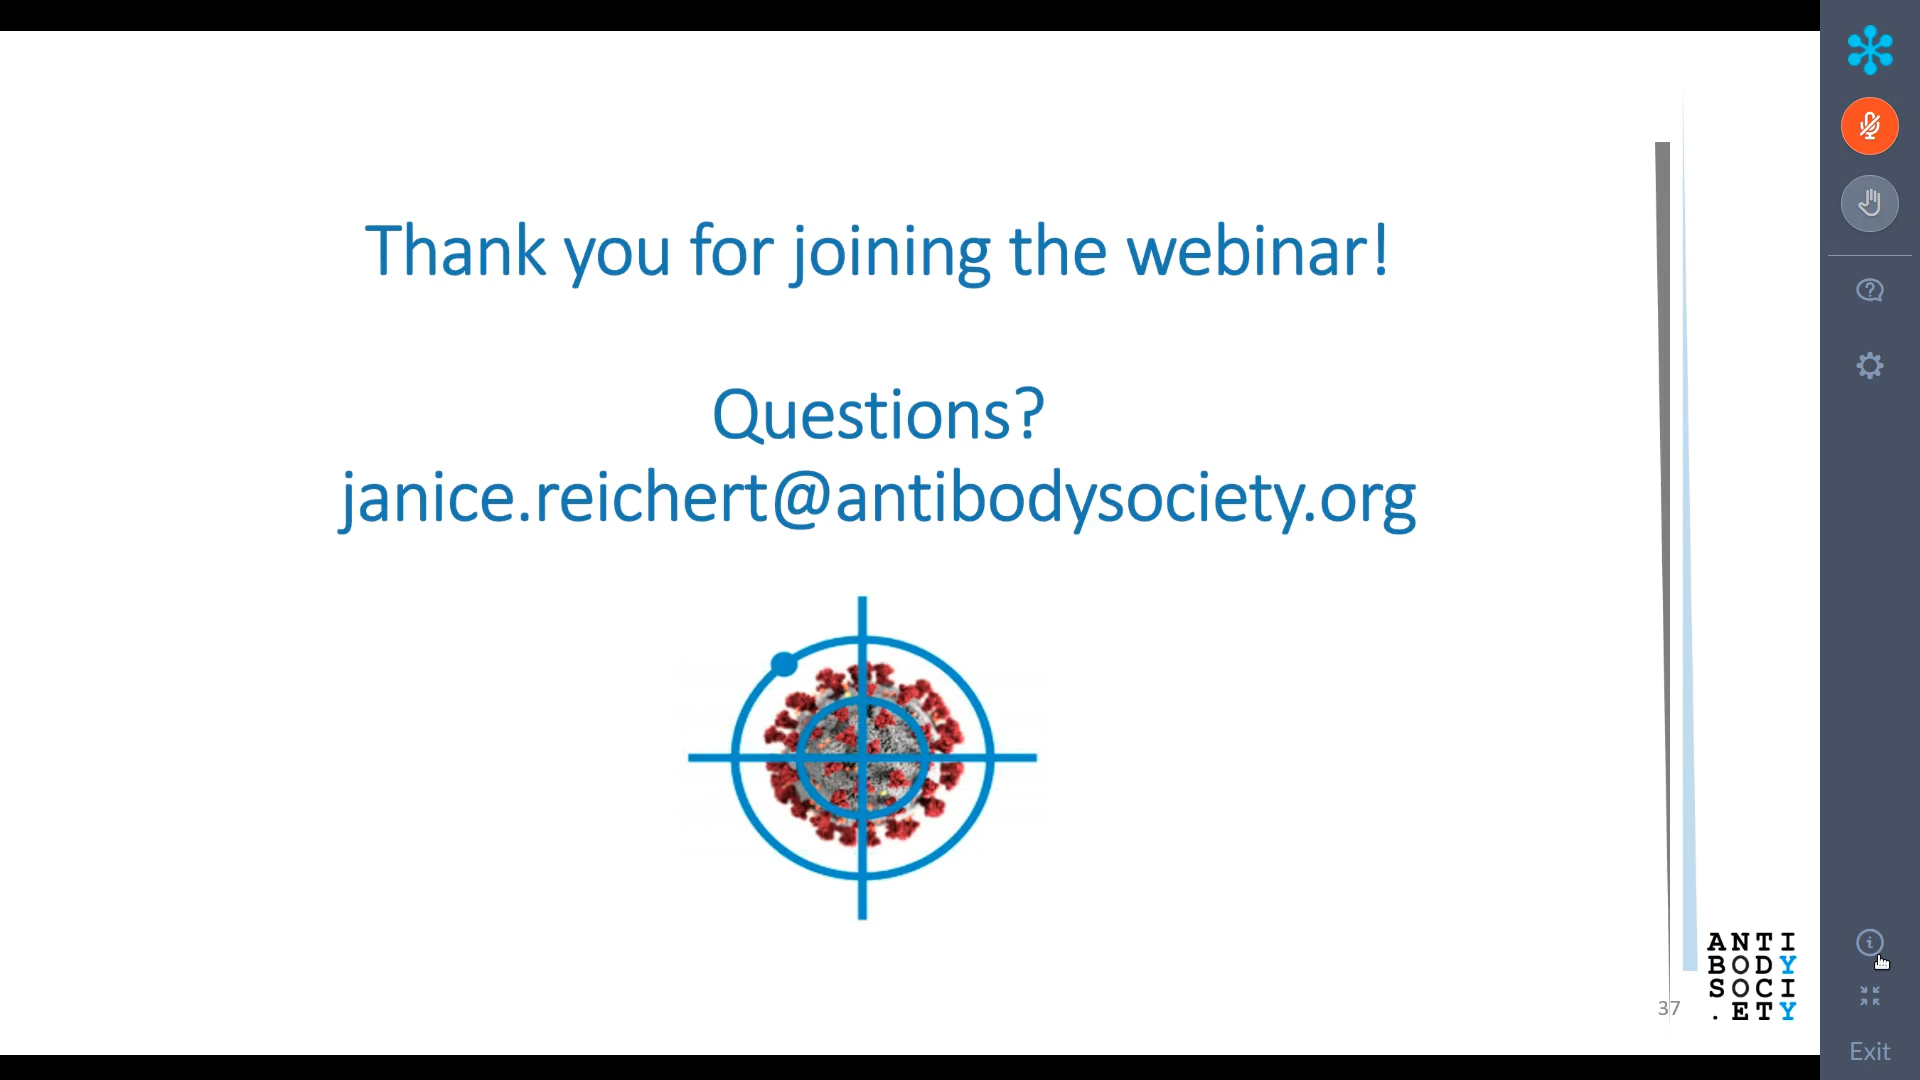 Thank you for joining the webinar!
Questions?
janice.reichert@antibodysociety.org
ANTI
BODY
SOCI
.ETY
37
Exit